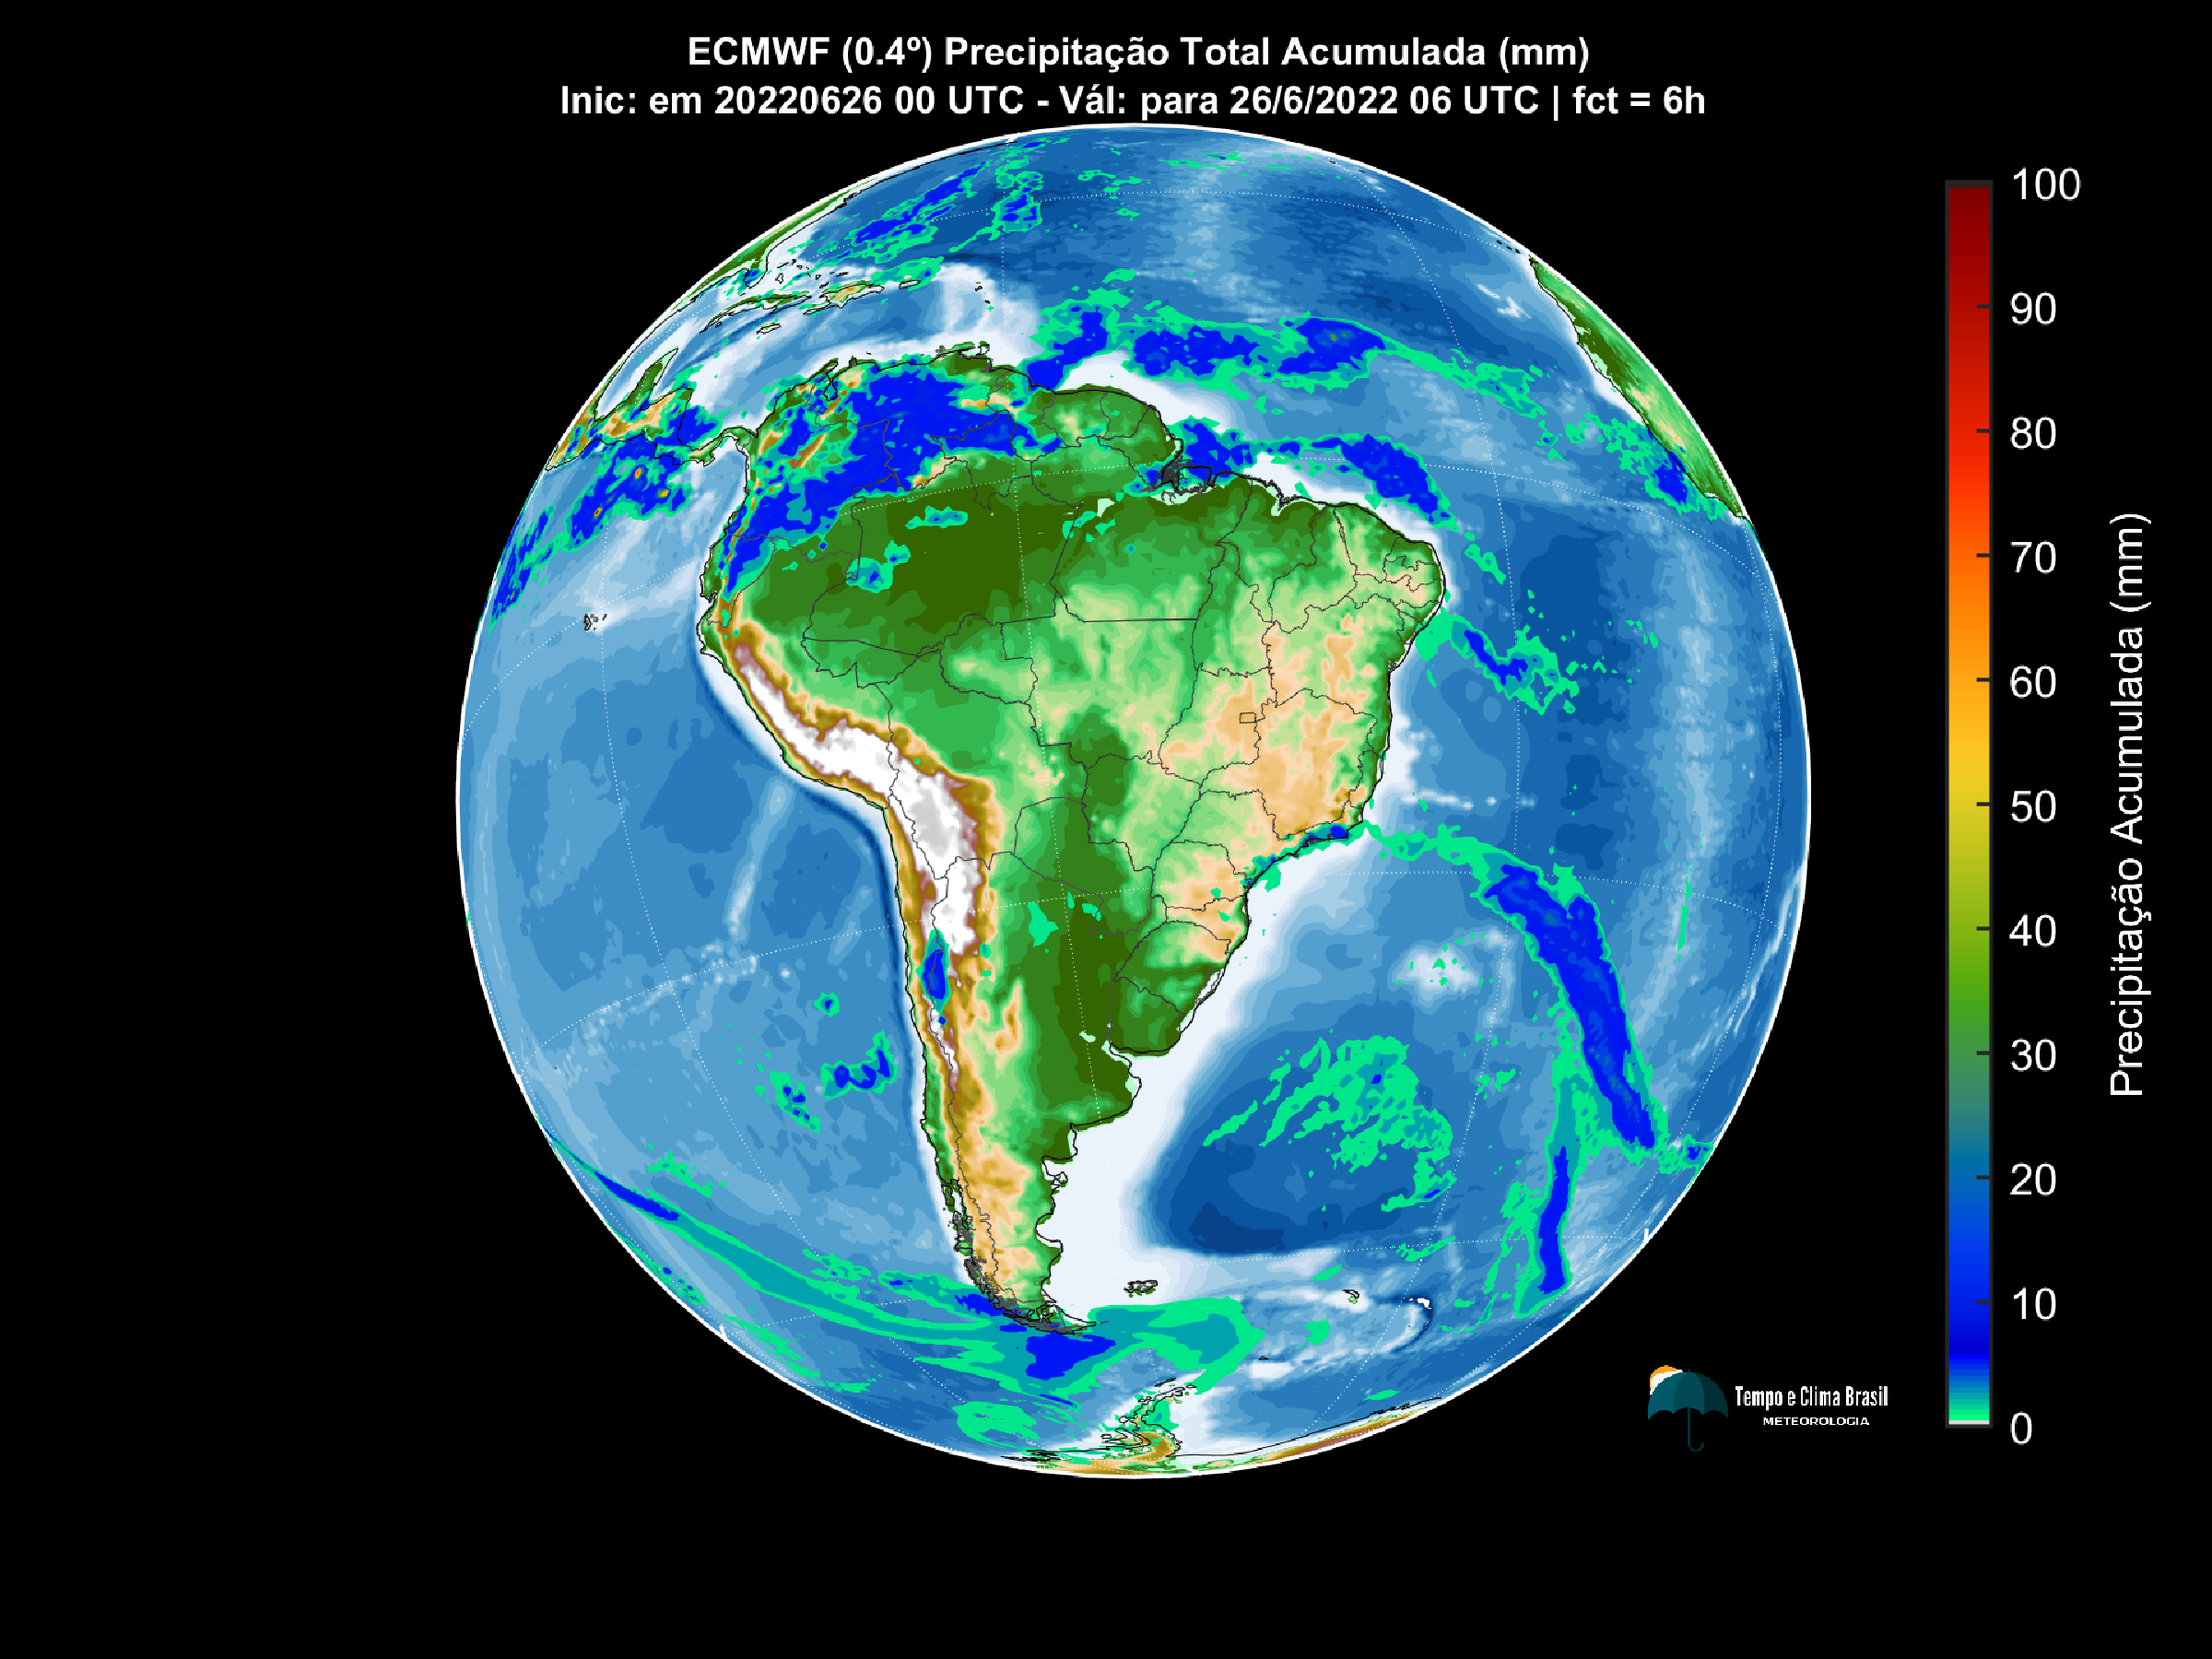 ECMWF (0.4º) Precipitação Total Acumulada (mm)
Inic: em 20220626 00 UTC - Vál: para 26/6/2022 06 UTC | fct = 6h
100
90
80
70
60
50
40
30
20
10
0
Precipitação Acumulada (mm)
Tempo e Clima Brasil
METEOROLOGIA